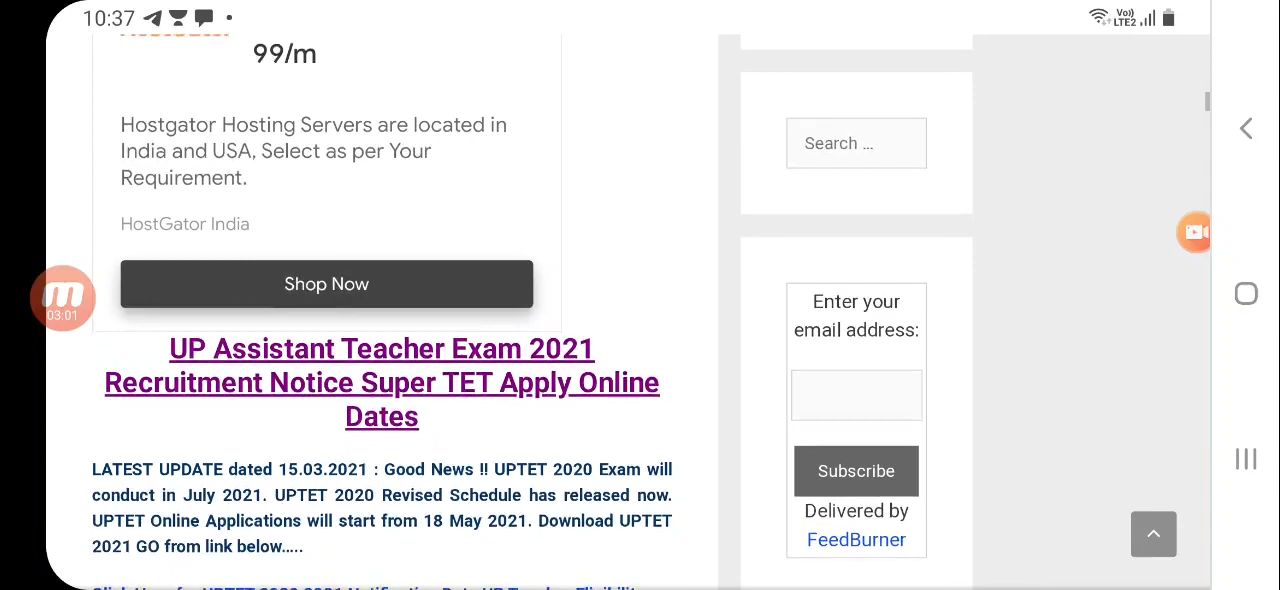 10:37
Vo))
LTE2
99/m
Hostgator Hosting Servers are located in
India and USA, Select as per Your
Requirement.
HostGator India
Shop Now
03:01
UP Assistant Teacher Exam 2021
Recruitment Notice Super TET Apply Online
Dates
LATEST UPDATE dated 15.03.2021 : Good News !! UPTET 2020 Exam will
conduct in July 2021. UPTET 2020 Revised Schedule has released now.
UPTET Online Applications will start from 18 May 2021. Download UPTET
2021 GO from link below.....
Search ...
Enter your
email address:
Subscribe
Delivered by
FeedBurner